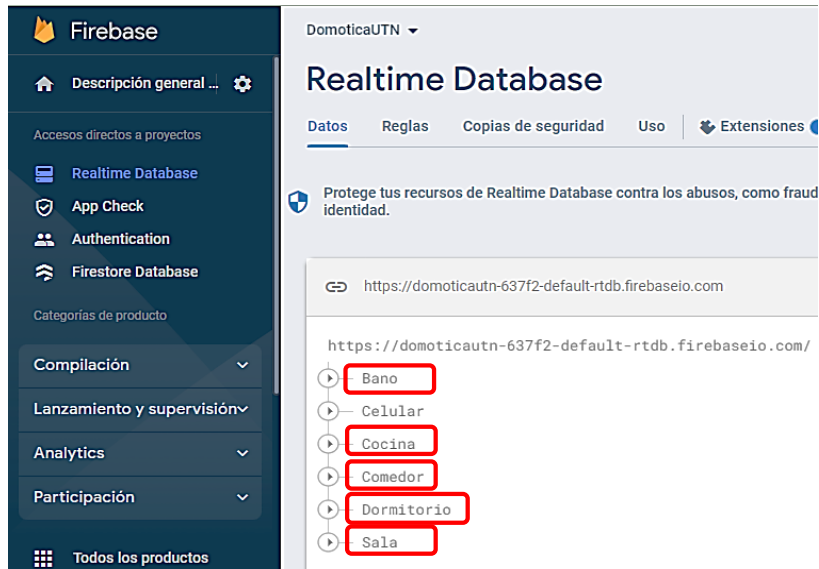 Firebase
Descripción general ...
Accesos directos a proyectos
Realtime Database
App Check
Authentication
Firestore Database
Categorías de producto
Compilación
Lanzamiento y supervisión
Analytics
Participación
Todos los productos
DomoticaUTN
Realtime Database
Datos Reglas Copias de seguridad Uso Extensiones
Protege tus recursos de Realtime Database contra los abusos, como fraud
identidad.
https://domoticautn-637f2-default-rtdb.firebaseio.com
https://domoticautn-637f2-default-rtdb.firebaseio.com/
Bano
Celular
Cocina
Comedor
Dormitorio
Sala